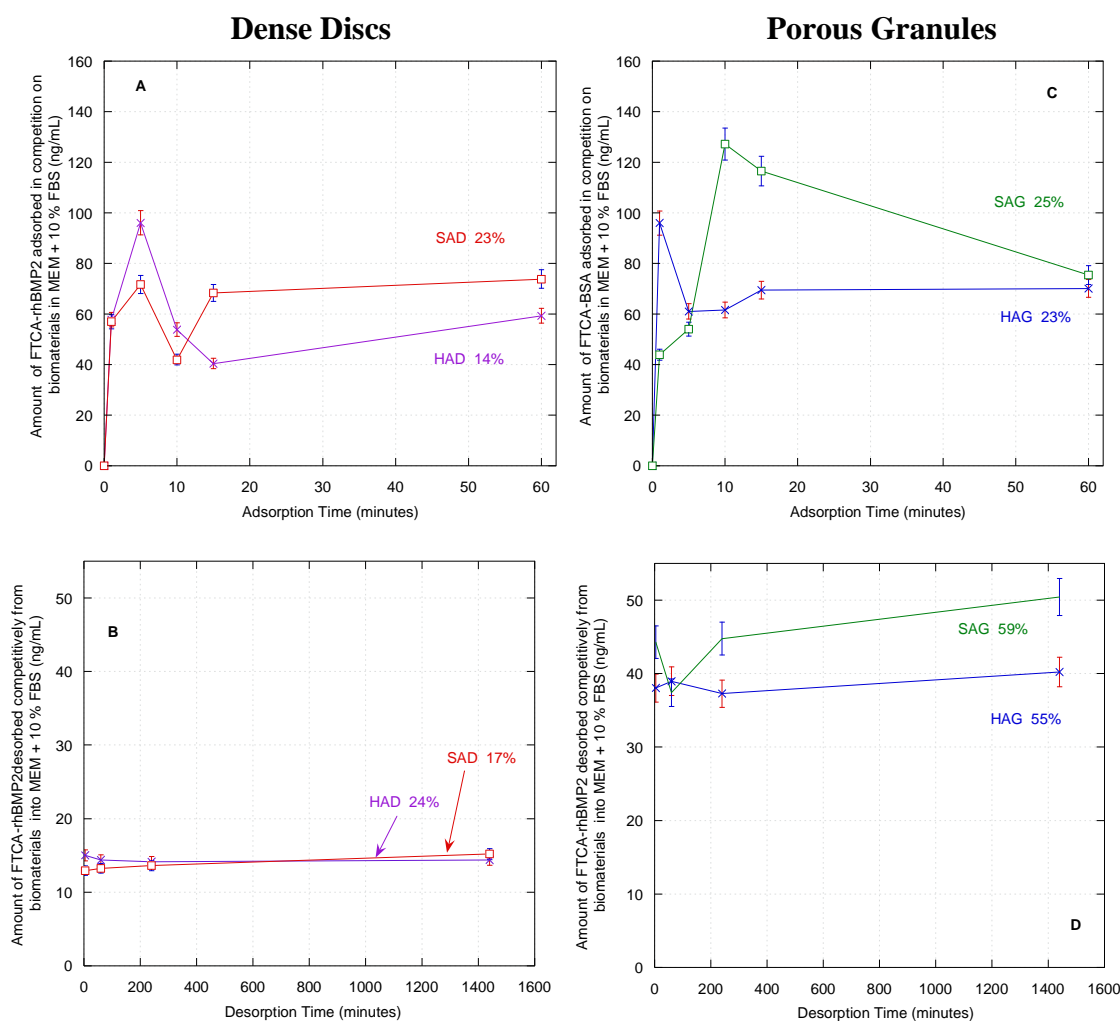 Dense Discs
Porous Granules
Amount of FTCA-rhBMP2 adsorbed in competition on
biomaterials in MEM + 10 % FBS (ng/mL)
160
140
120
100
80
60
40
20
0
A
SAD 23%
HAD 14%
0 10 20 30 40 50 60
Adsorption Time (minutes)
Amount of FTCA-BSA adsorbed in competition on
biomaterials in MEM + 10 % FBS (ng/mL)
160
140
120
100
80
60
40
20
0
C
SAG 25%
HAG 23%
0 10 20 30 40 50 60
Adsorption Time (minutes)
Amount of FTCA-rhBMP2desorbed competitively from
biomaterials into MEM + 10 % FBS (ng/mL)
50
40
30
20
10
0
B
SAD 17%
HAD 24%
0 200 400 600 800 1000 1200 1400 1600
Desorption Time (minutes)
Amount of FTCA-rhBMP2 desorbed competitively from
biomaterials into MEM + 10 % FBS (ng/mL)
50
40
30
20
10
0
SAG 59%
HAG 55%
D
0 200 400 600 800 1000 1200 1400 1600
Desorption Time (minutes)